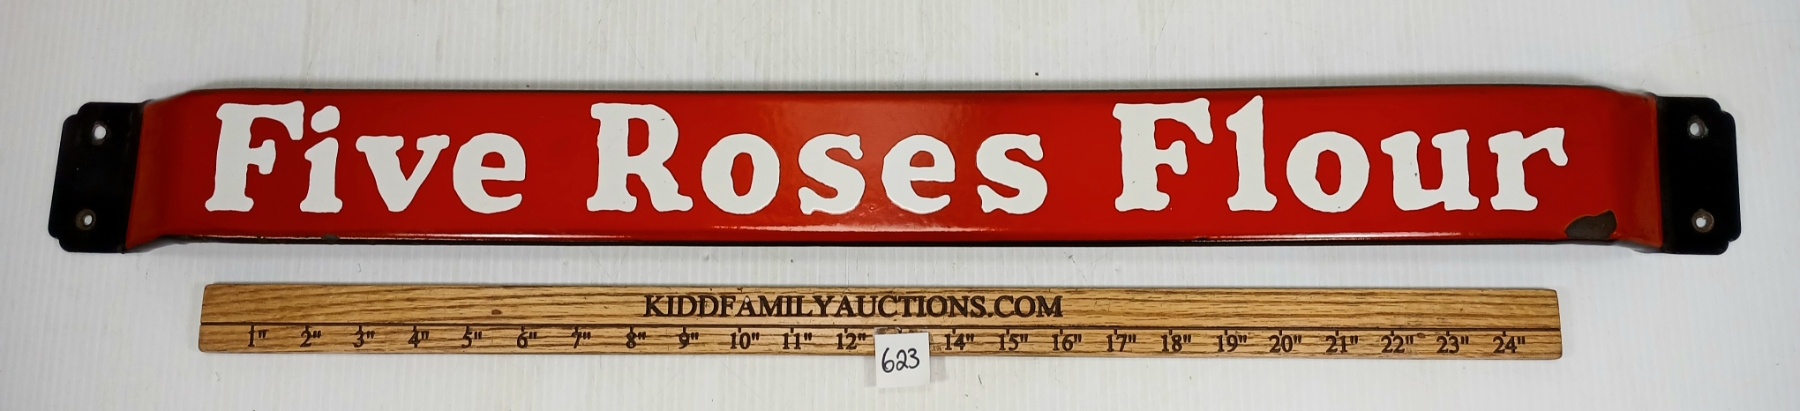 Five Roses Flour
KIDDFAMILYAUCTIONS.COM
1" 2" 3" 4" 5" 6" 7" 8" 9" 10" 11" 12" 14" 15" 16" 17" 18" 19" 20" 21" 22" 23" 24"
623